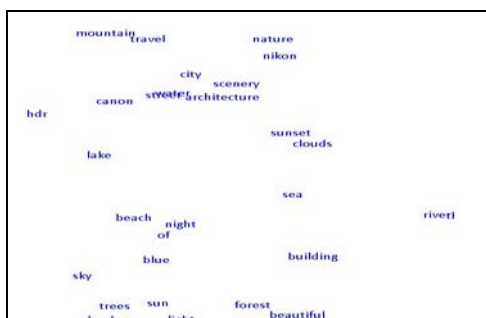 mountain
travel
nature
nikon
city
scenery
street
water
architecture
canon
hdr
sunset
clouds
lake
sea
beach
river
night
of
blue
building
sky
trees
sun
forest
beautiful
light